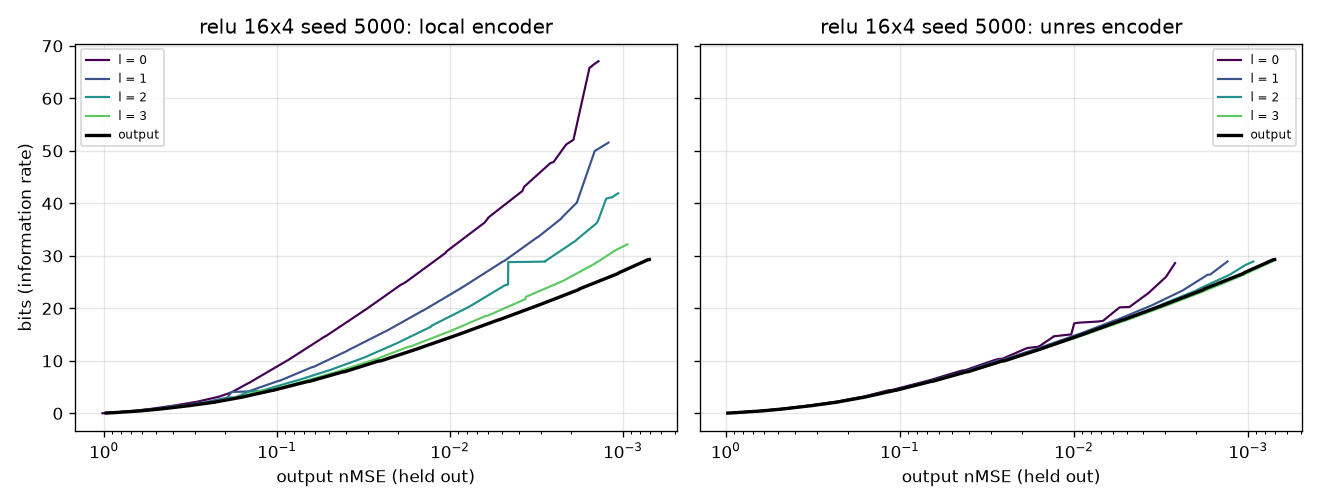 relu 16x4 seed 5000: local encoder
70
60
50
40
30
20
10
0
bits (information rate)
l = 0
l = 1
l = 2
l = 3
output
10⁰
10⁻¹
10⁻²
10⁻³
output nMSE (held out)
relu 16x4 seed 5000: unres encoder
l = 0
l = 1
l = 2
l = 3
output
10⁰
10⁻¹
10⁻²
10⁻³
output nMSE (held out)